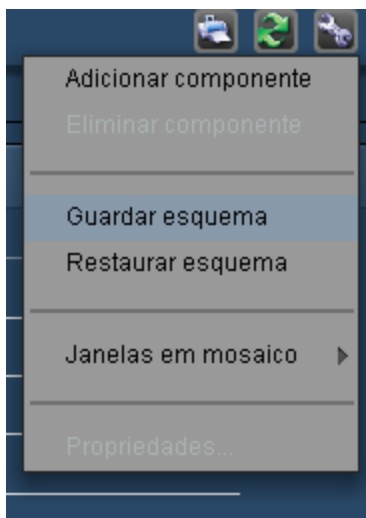 Adicionar componente
Eliminar componente
Guardar esquema
Restaurar esquema
Janelas em mosaico
Propriedades...